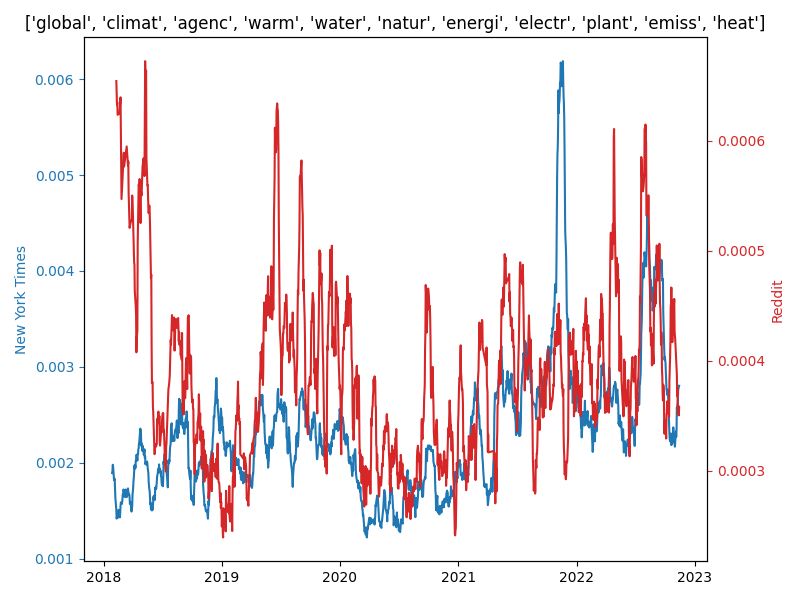 ['global', 'climat', 'agenc', 'warm', 'water', 'natur', 'energi', 'electr', 'plant', 'emiss', 'heat']
0.006
0.005
0.004
0.003
0.002
0.001
New York Times
0.0006
0.0005
0.0004
0.0003
Reddit
2018 2019 2020 2021 2022 2023